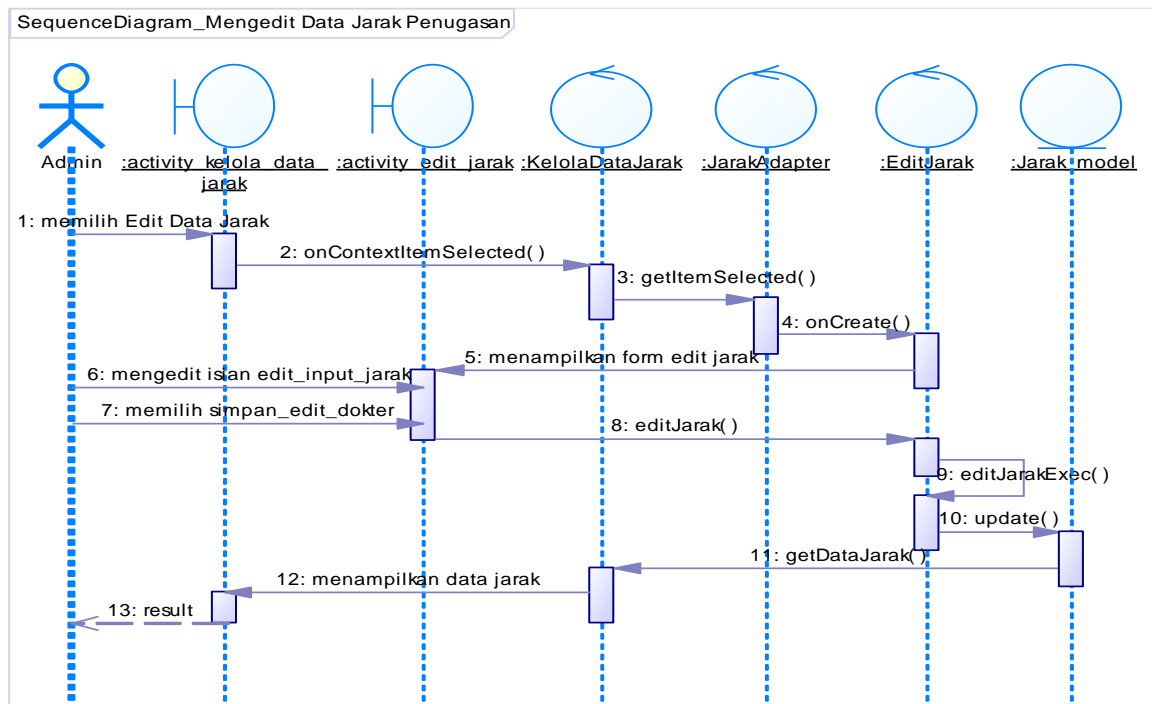 SequenceDiagram_Mengedit Data Jarak Penugasan
Admin
:activity_kelola_data_
jarak
:activity_edit_jarak
:KelolaDataJarak
:JarakAdapter
:EditJarak
:Jarak_model
1: memilih Edit Data Jarak
2: onContextItemSelected( )
3: getItemSelected( )
4: onCreate( )
5: menampilkan form edit jarak
6: mengedit isian edit_input_jarak
7: memilih simpan_edit_dokter
8: editJarak( )
9: editJarakExec( )
10: update( )
11: getDataJarak( )
12: menampilkan data jarak
13: result